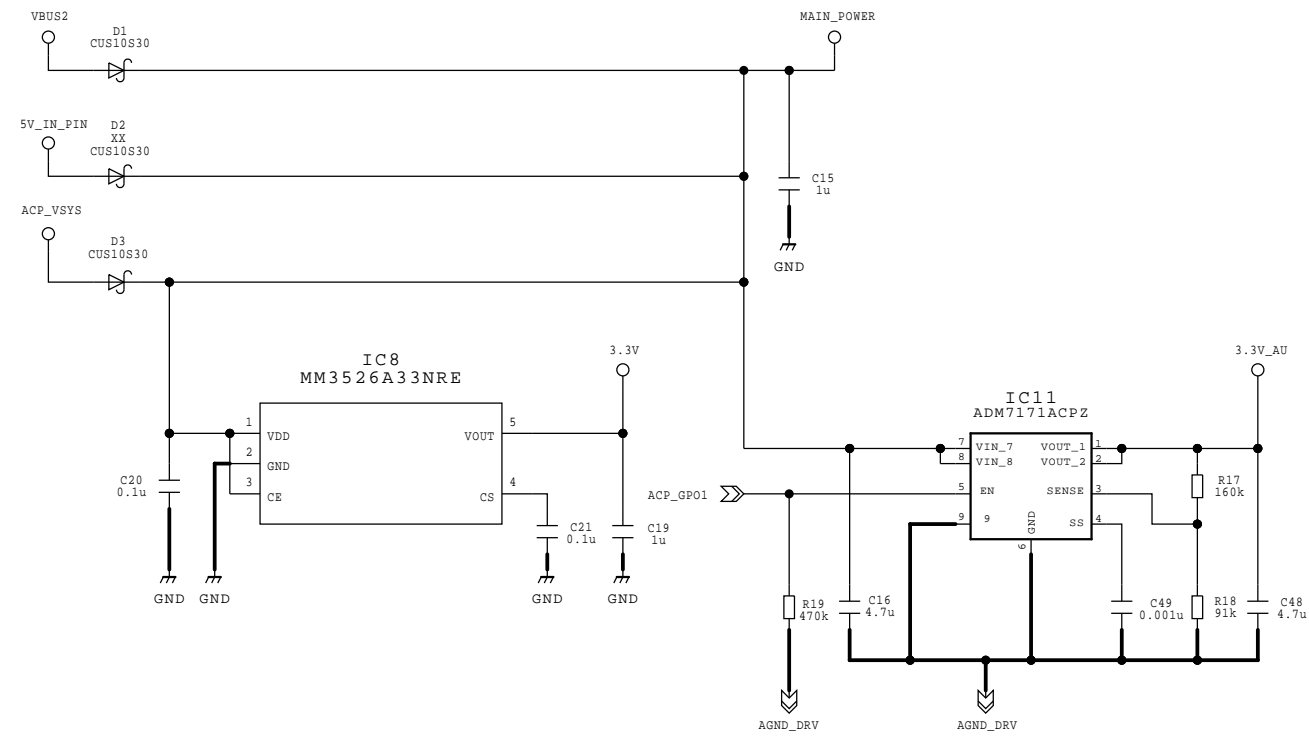 VBUS2
D1
CUS10S30
MAIN_POWER
5V_IN_PIN
D2
XX
CUS10S30
C15
1u
GND
ACP_VSYS
D3
CUS10S30
IC8
MM3526A33NRE
3.3V
1
VDD
2
GND
3
CE
5
VOUT
4
CS
C20
0.1u
C21
0.1u
C19
1u
GND
GND
GND
GND
3.3V_AU
IC11
ADM7171ACPZ
7
VIN_7
8
VIN_8
5
EN
9
9
VOUT_1
1
VOUT_2
2
SENSE
3
SS
4
GND
6
ACP_GPO1
R17
160k
R19
470k
C16
4.7u
C49
0.001u
R18
91k
C48
4.7u
AGND_DRV
AGND_DRV